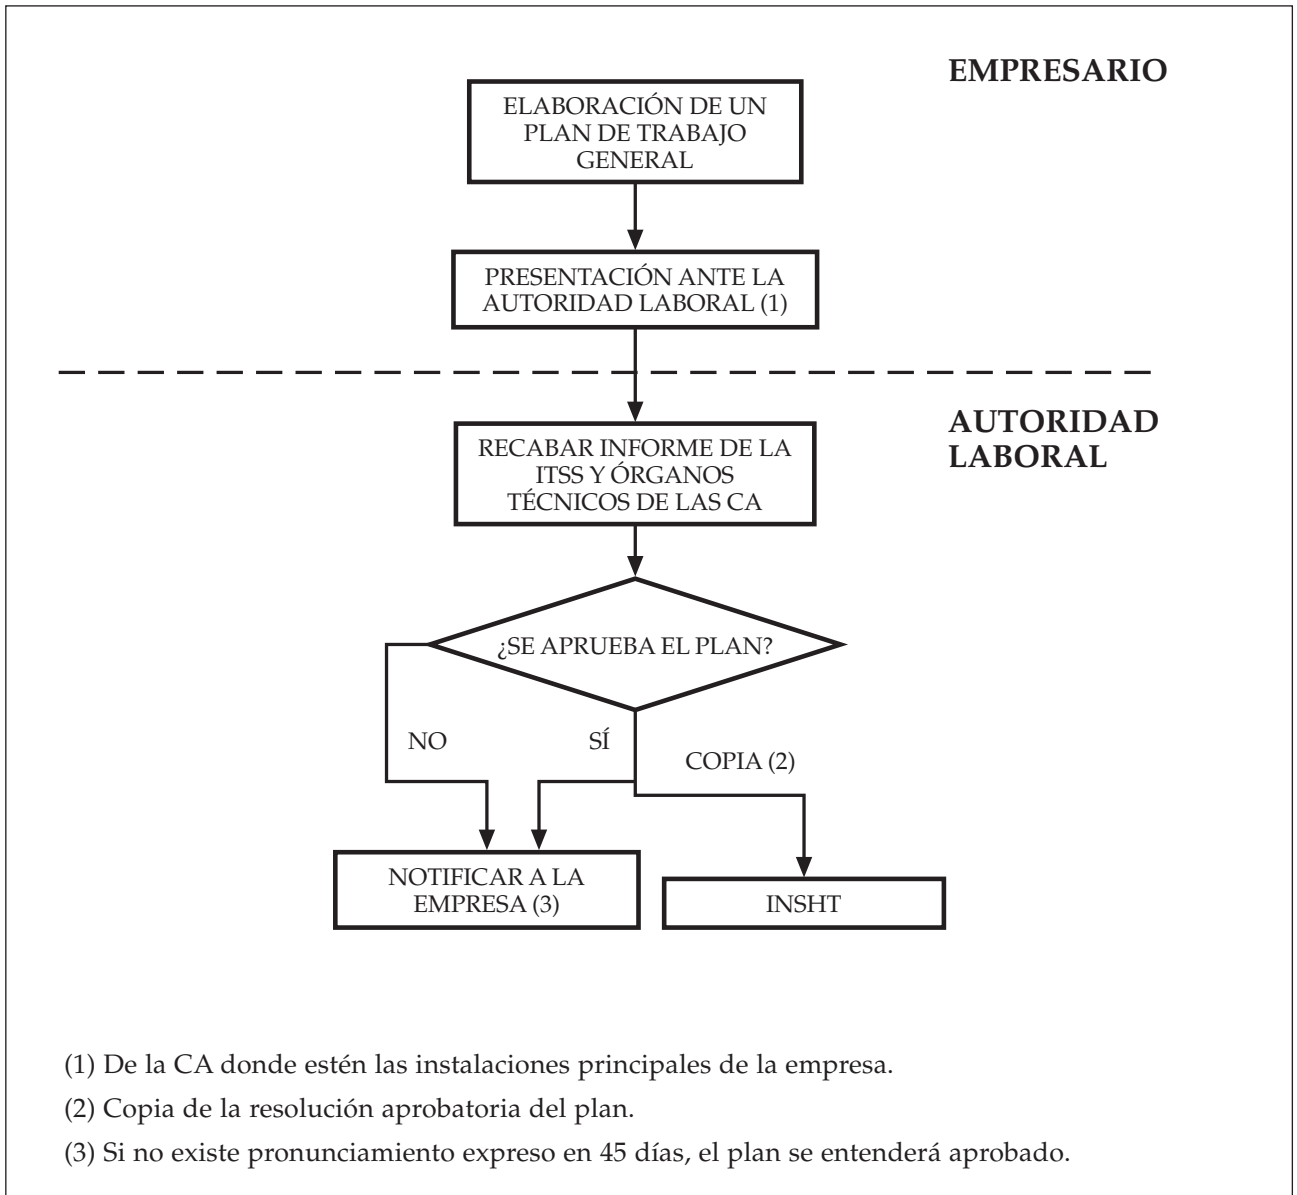 EMPRESARIO
ELABORACIÓN DE UN
PLAN DE TRABAJO
GENERAL
PRESENTACIÓN ANTE LA
AUTORIDAD LABORAL (1)
AUTORIDAD
LABORAL
RECABAR INFORME DE LA
ITSS Y ÓRGANOS
TÉCNICOS DE LAS CA
¿SE APRUEBA EL PLAN?
NO
SÍ
COPIA (2)
NOTIFICAR A LA
EMPRESA (3)
INSHT
(1) De la CA donde estén las instalaciones principales de la empresa.
(2) Copia de la resolución aprobatoria del plan.
(3) Si no existe pronunciamiento expreso en 45 días, el plan se entenderá aprobado.